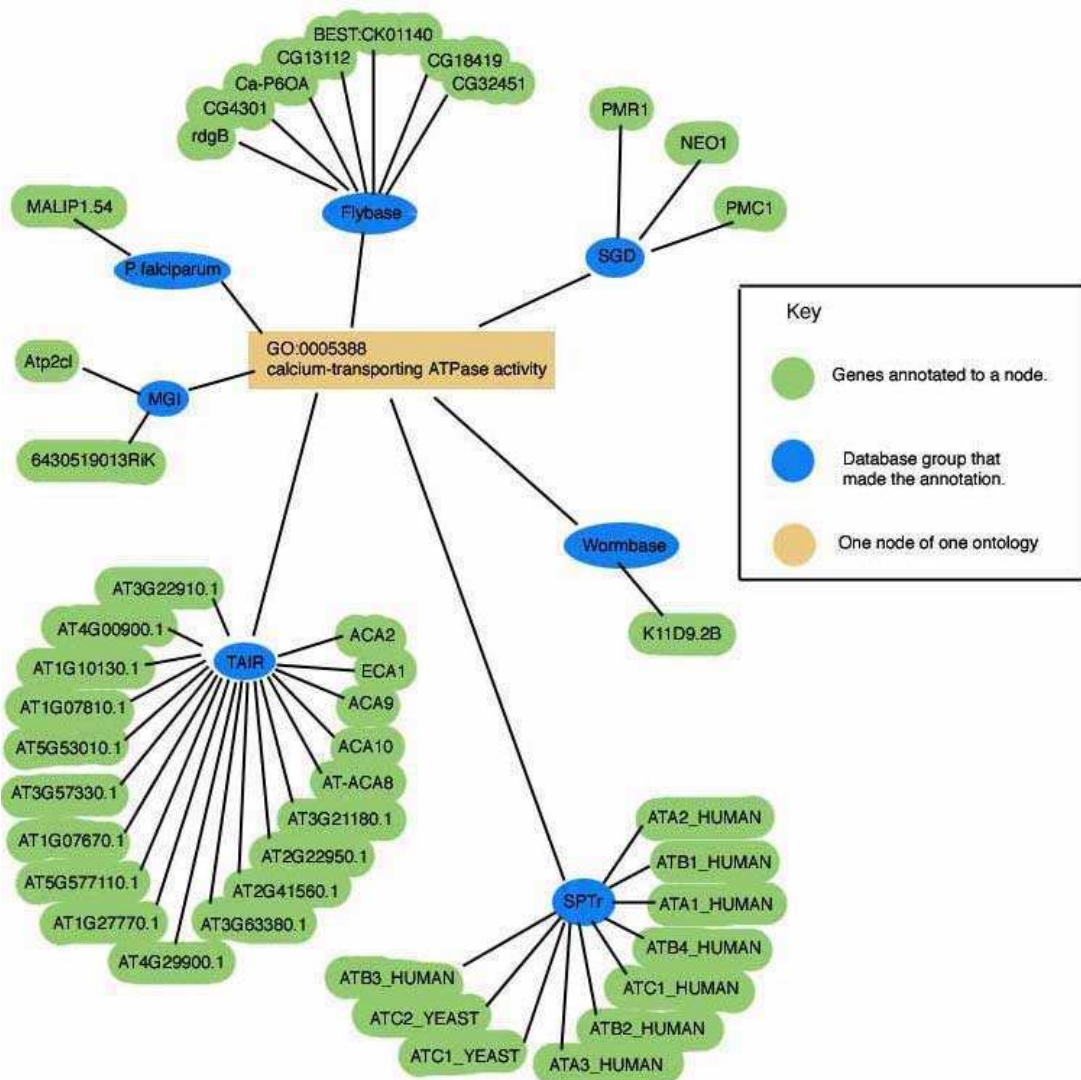 BEST:CK01140
CG13112
CG18419
Ca-P6OA
CG32451
CG4301
rdgB
PMR1
NEO1
PMC1
MALIP1.54
Flybase
P. falciparum
SGD
GO:0005388
calcium-transporting ATPase activity
Atp2cl
MGI
6430519013RiK
Key
Genes annotated to a node.
Database group that
made the annotation.
One node of one ontology
Wormbase
K11D9.2B
AT3G22910.1
AT4G00900.1
AT1G10130.1
AT1G07810.1
AT5G53010.1
AT3G57330.1
AT1G07670.1
AT5G577110.1
AT1G27770.1
AT4G29900.1
TAIR
ACA2
ECA1
ACA9
ACA10
AT-ACA8
AT3G21180.1
AT2G22950.1
AT2G41560.1
AT3G63380.1
SPTr
ATA2_HUMAN
ATB1_HUMAN
ATA1_HUMAN
ATB4_HUMAN
ATC1_HUMAN
ATB2_HUMAN
ATA3_HUMAN
ATB3_HUMAN
ATC2_YEAST
ATC1_YEAST